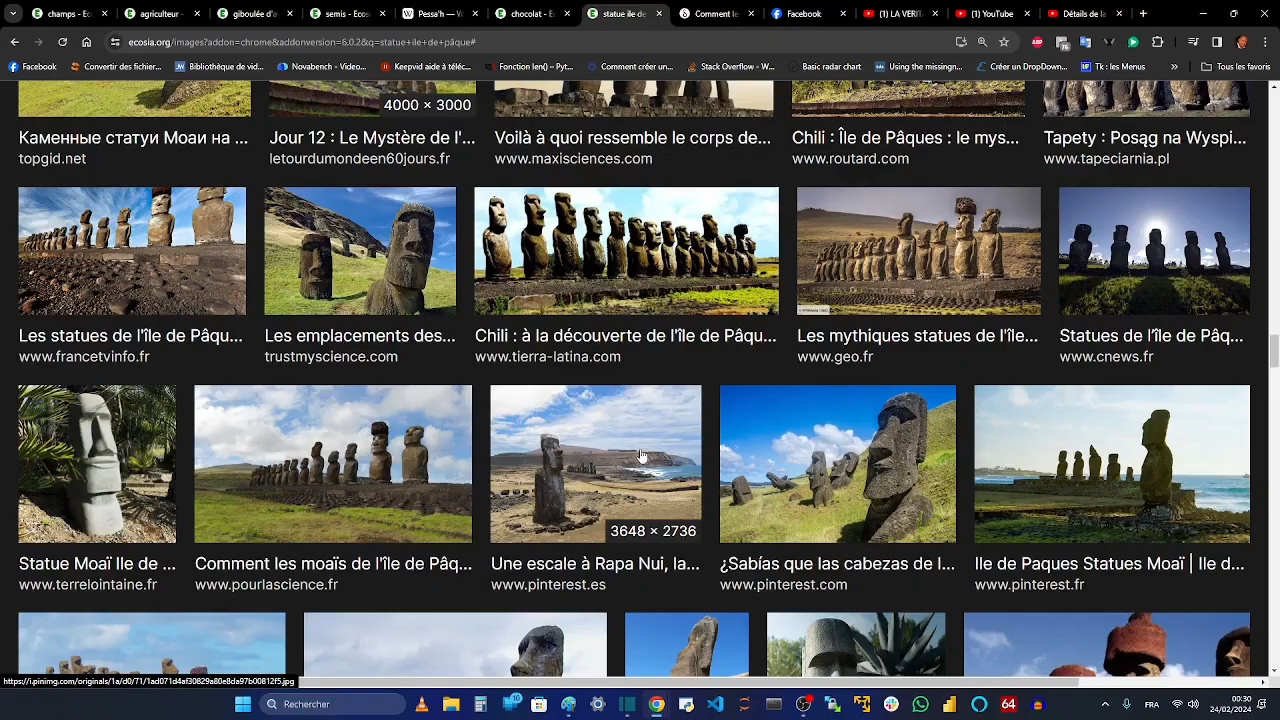 champs - Ec
agriculteur -
giboulée d'
semis - Ecos
Pessa'h — W
chocolat - Ec
statue ile de
Comment le
Facebook
(1) LA VERIT
(1) YouTube
Détails de la
ecosia.org/images?addon=chrome&addonversion=6.0.2&q=statue+ile+de+pâque#
Facebook
Convertir des fichier...
Bibliothèque de vid...
Novabench - Video...
Keepvid aide à téléc...
Fonction len() – Pyt...
Comment créer un...
Stack Overflow - W...
Basic radar chart
Using the missingn...
Créer un DropDown...
Tk : les Menus
»
Tous les favoris
4000 × 3000
Каменные статуи Моаи на ...
Jour 12 : Le Mystère de l'...
Voilà à quoi ressemble le corps de...
Chili : Île de Pâques : le mys...
Tapety : Posąg na Wyspi...
topgid.net
letourdumondeen60jours.fr
www.maxisciences.com
www.routard.com
www.tapeciarnia.pl
Les statues de l'île de Pâqu...
Les emplacements des...
Chili : à la découverte de l'Île de Pâqu...
Les mythiques statues de l'île...
Statues de l'île de Pâq...
www.francetvinfo.fr
trustmyscience.com
www.tierra-latina.com
www.geo.fr
www.cnews.fr
3648 × 2736
Statue Moaï Ile de ...
Comment les moaïs de l'île de Pâq...
Une escale à Rapa Nui, la...
¿Sabías que las cabezas de l...
Ile de Paques Statues Moaï | Ile d...
www.terrelointaine.fr
www.pourlascience.fr
www.pinterest.es
www.pinterest.com
www.pinterest.fr
https://i.pinimg.com/originals/1a/d0/71/1ad071d4af30829a80e8da97b00812f5.jpg
Rechercher
FRA
00:30
24/02/2024